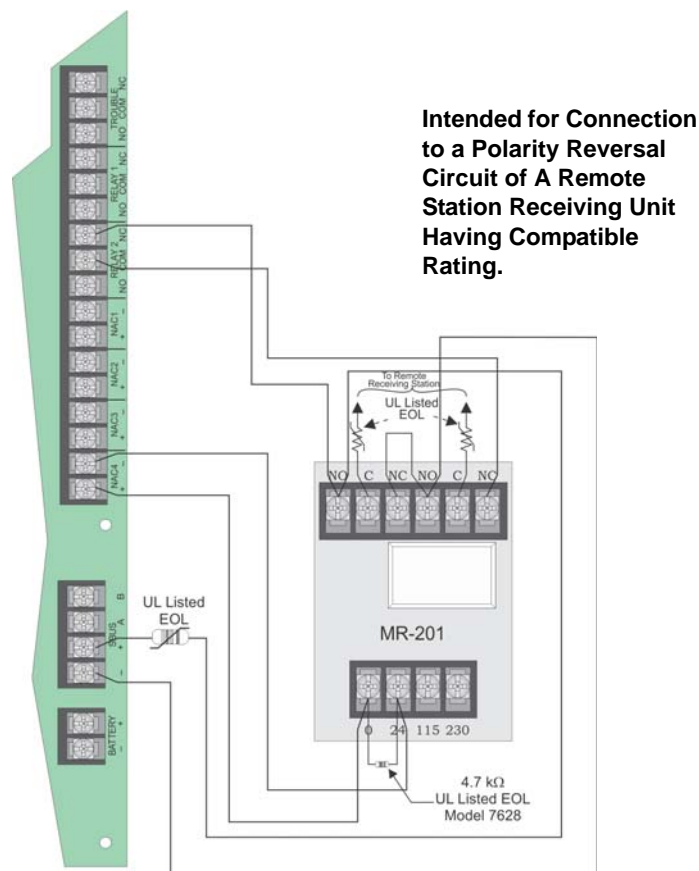 Intended for Connection
to a Polarity Reversal
Circuit of A Remote
Station Receiving Unit
Having Compatible
Rating.
NC
COM
TROUBLE
NO
NC
COM
RELAY 1
NO
NC
COM
RELAY 2
NO
–
NAC1
+
–
NAC2
+
–
NAC3
+
–
NAC4
+
To Remote
Receiving Station
UL Listed
EOL
NO C NC NO C NC
MR-201
0 24 115 230
4.7 kΩ
UL Listed EOL
Model 7628
UL Listed
EOL
B
A
SBUS
+
–
BATTERY
+
–